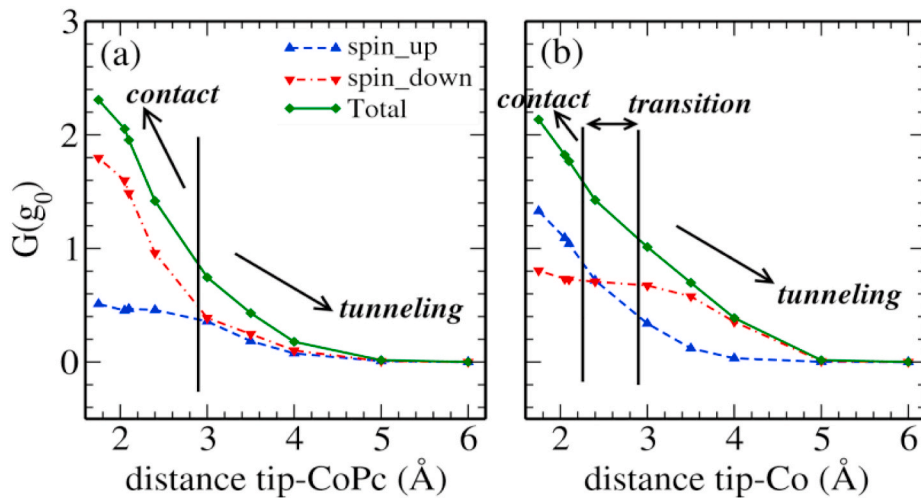 3
2
1
0
G(g0)
(a)
spin_up
spin_down
Total
contact
tunneling
2 3 4 5 6
distance tip-CoPc (Å)
(b)
contact
transition
tunneling
2 3 4 5 6
distance tip-Co (Å)